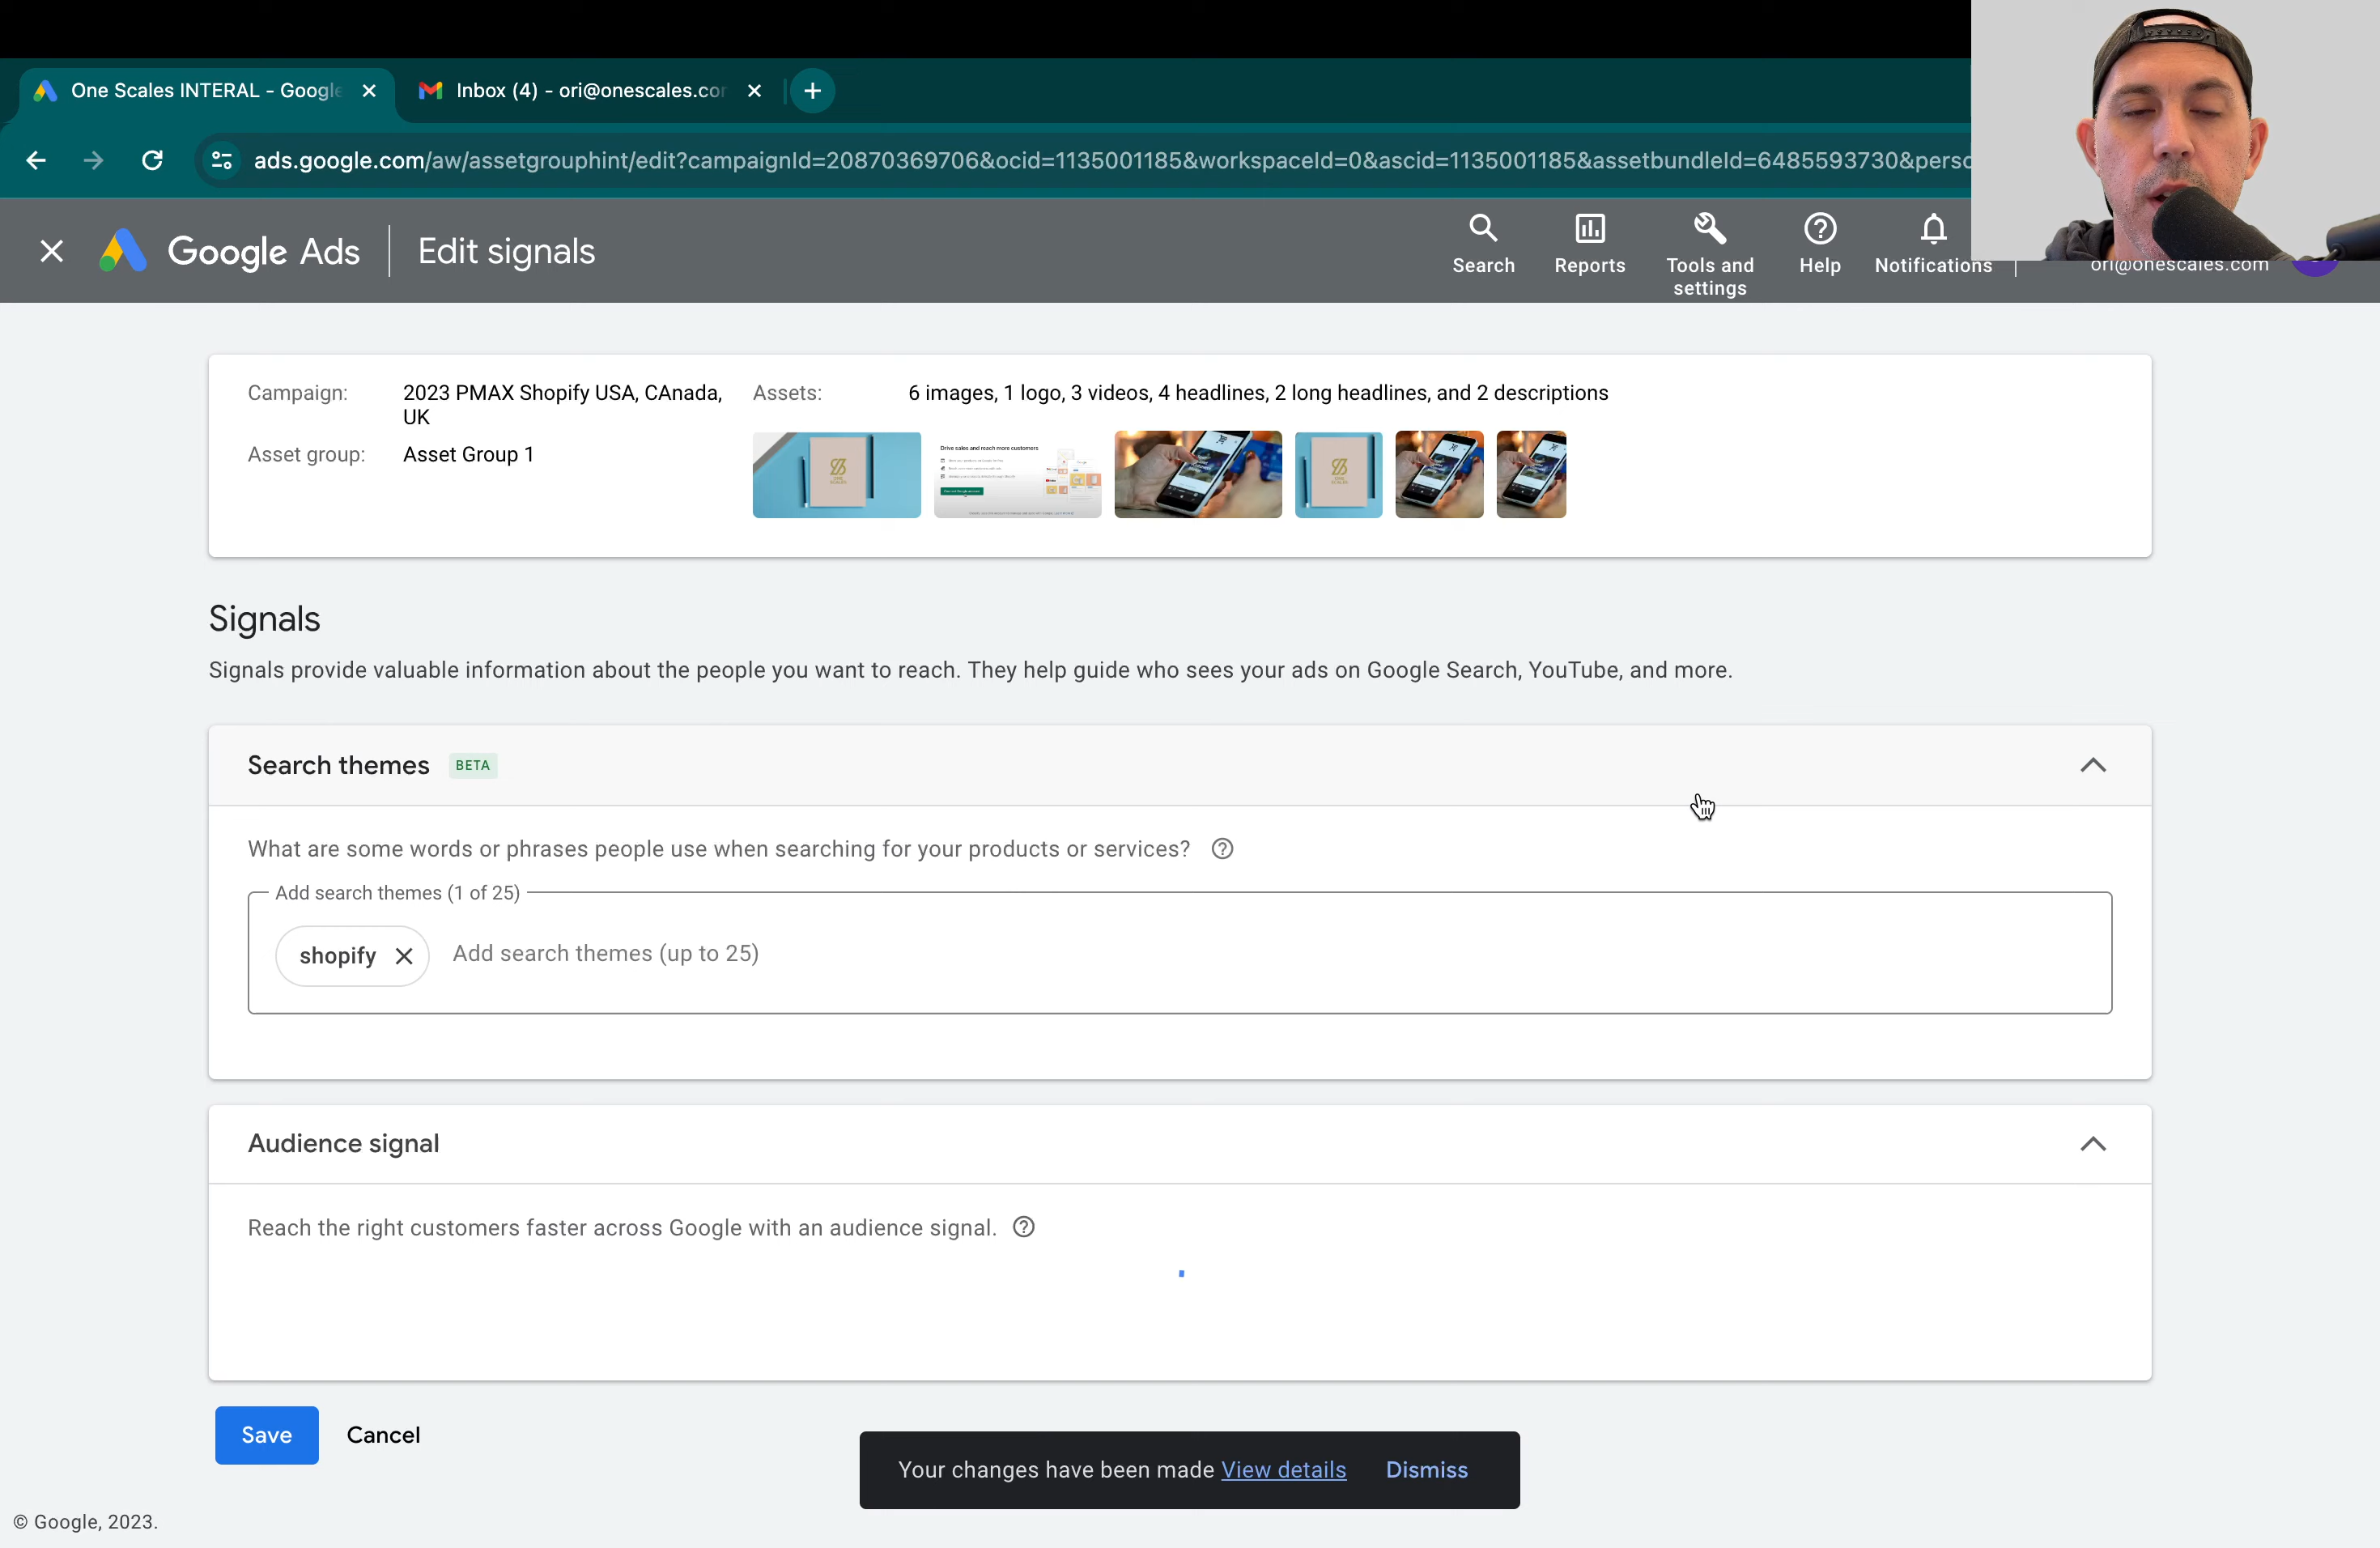 One Scales INTERAL - Google
Inbox (4) - ori@onescales.com
ads.google.com/aw/assetgrouphint/edit?campaignId=20870369706&ocid=1135001185&workspaceId=0&ascid=1135001185&assetbundleId=6485593730&perso
Google Ads
Edit signals
Search
Reports
Tools and
settings
Help
Notifications
ori@onescales.com
Campaign:
2023 PMAX Shopify USA, CAnada,
UK
Assets:
6 images, 1 logo, 3 videos, 4 headlines, 2 long headlines, and 2 descriptions
Asset group:
Asset Group 1
Drive sales and reach more customers
Signals
Signals provide valuable information about the people you want to reach. They help guide who sees your ads on Google Search, YouTube, and more.
Search themes
BETA
What are some words or phrases people use when searching for your products or services?
Add search themes (1 of 25)
shopify
Add search themes (up to 25)
Audience signal
Reach the right customers faster across Google with an audience signal.
Save
Cancel
Your changes have been made View details
Dismiss
© Google, 2023.